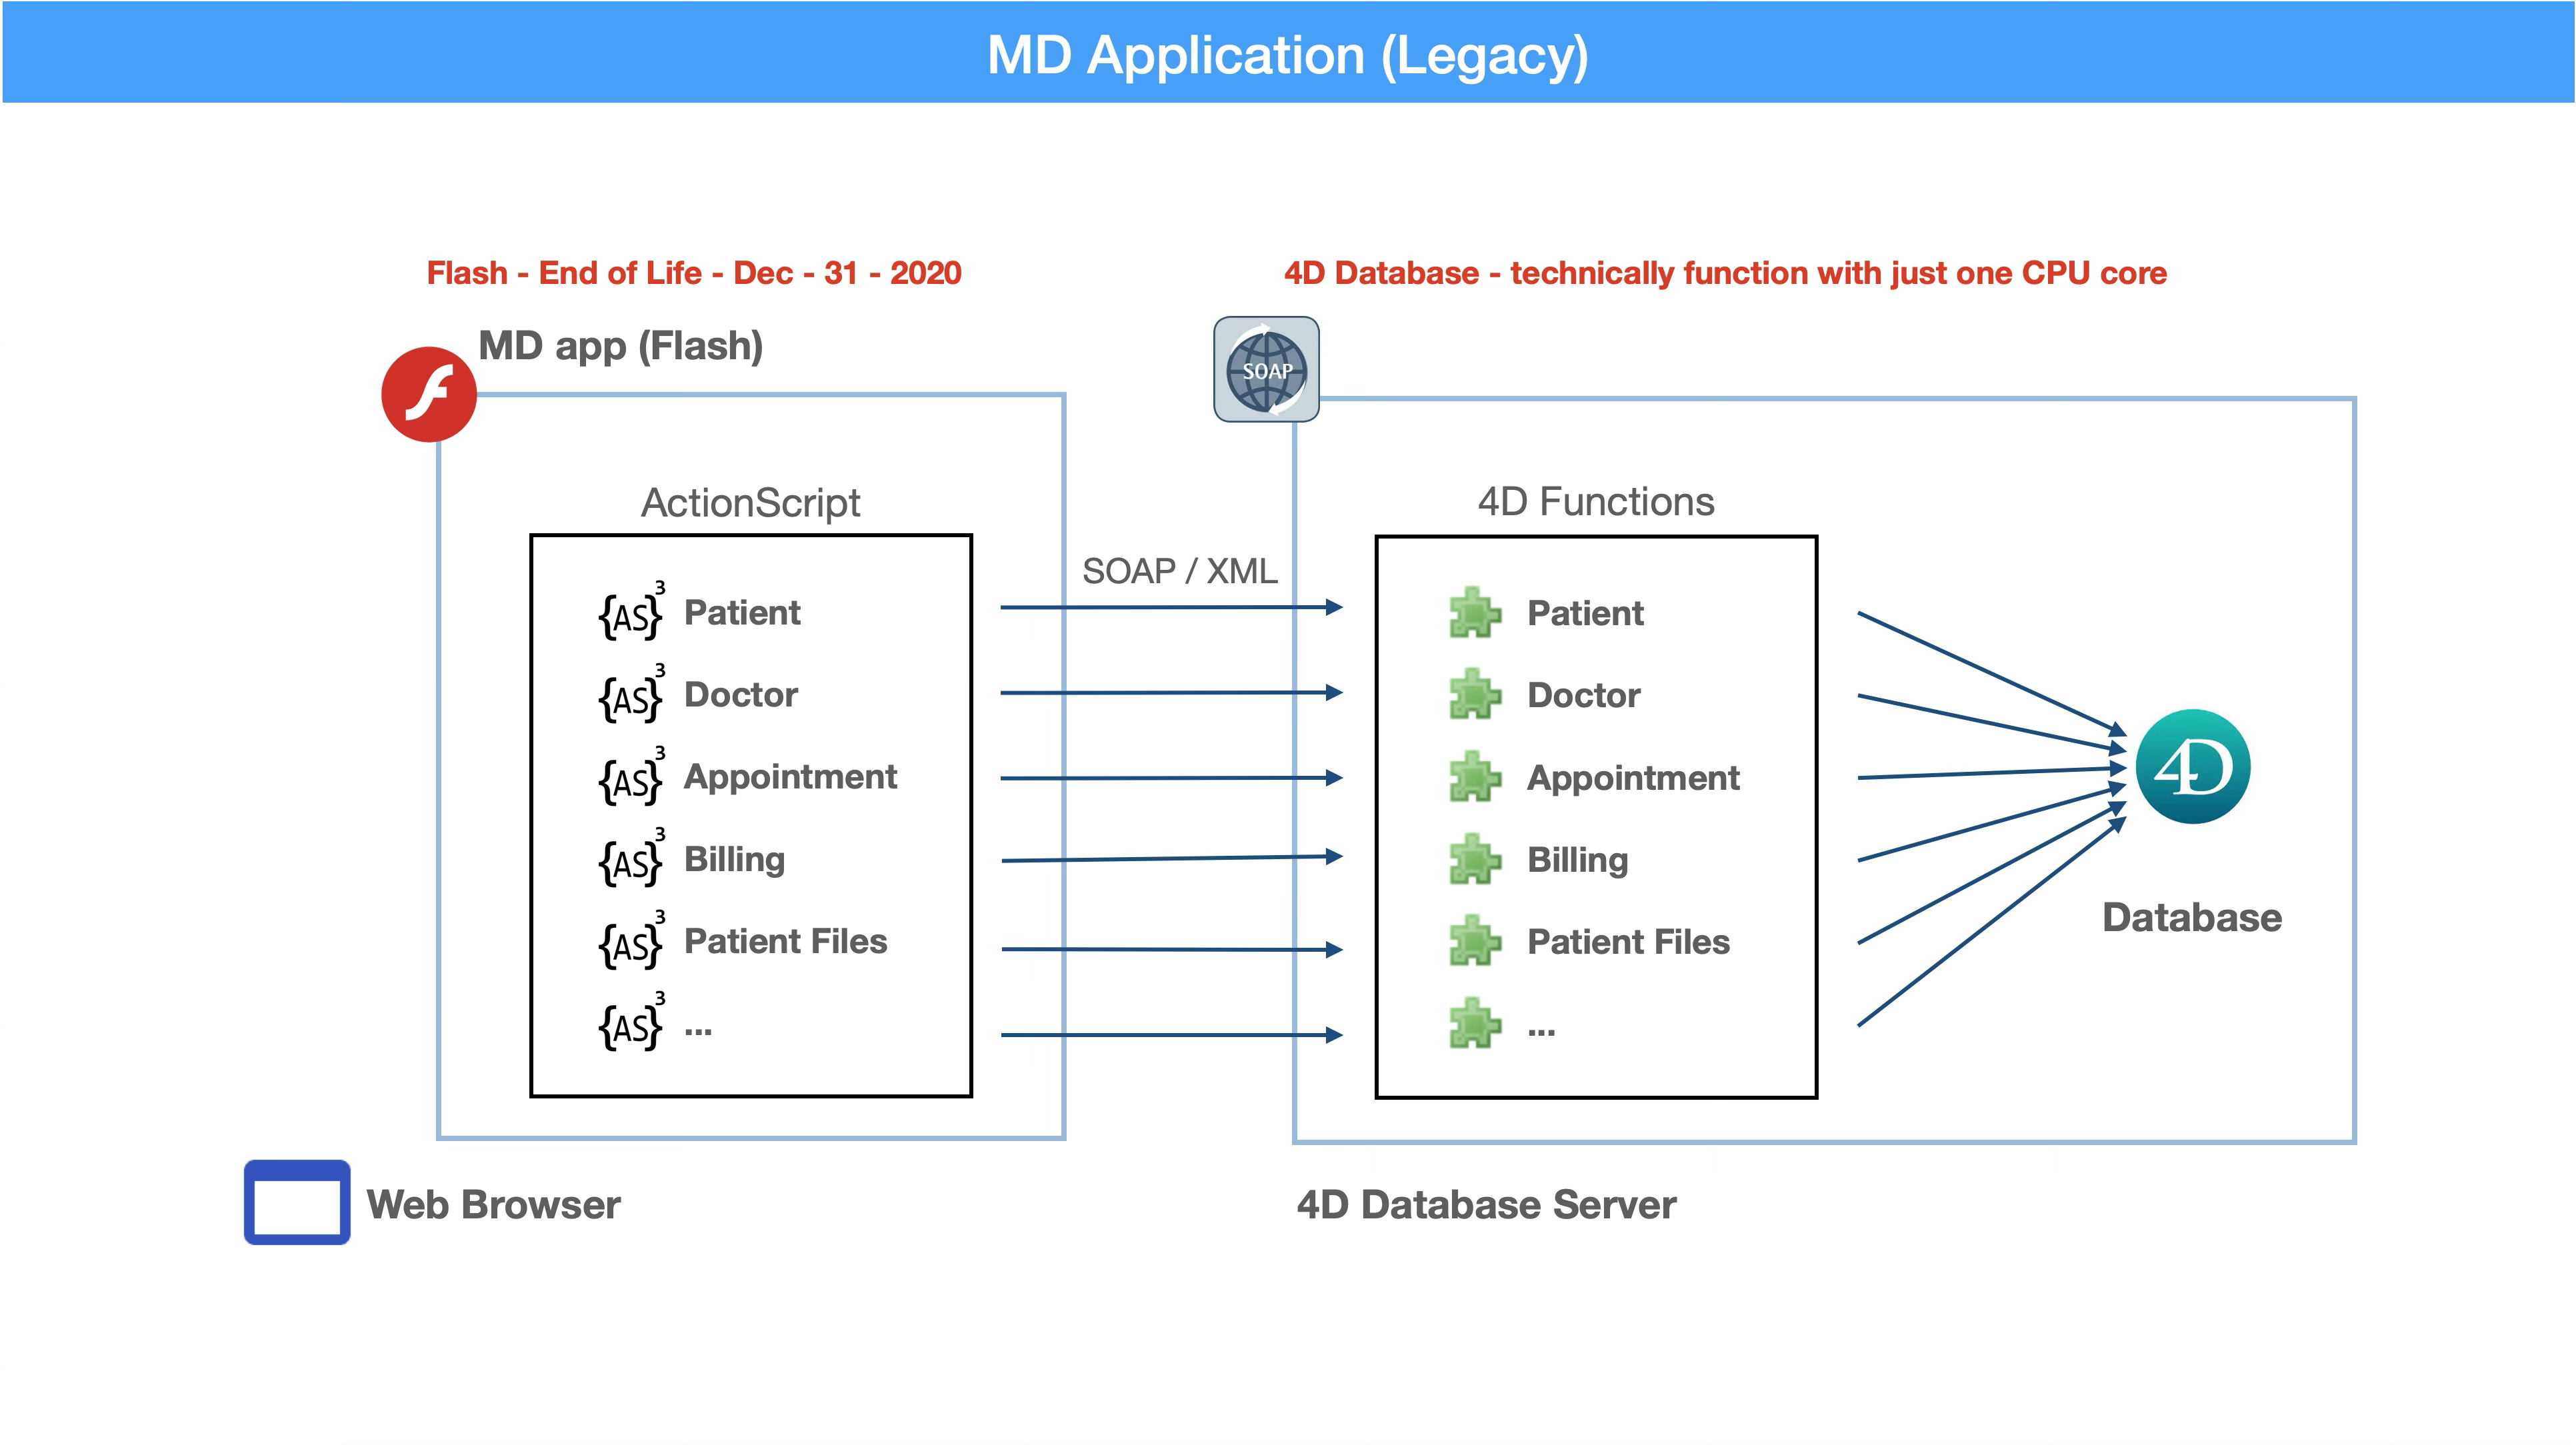 MD Application (Legacy)
Flash - End of Life - Dec - 31 - 2020
4D Database - technically function with just one CPU core
MD app (Flash)
SOAP
ActionScript
{AS}3 Patient
{AS}3 Doctor
{AS}3 Appointment
{AS}3 Billing
{AS}3 Patient Files
{AS}3 ...
SOAP / XML
4D Functions
Patient
Doctor
Appointment
Billing
Patient Files
...
4D
Database
Web Browser
4D Database Server